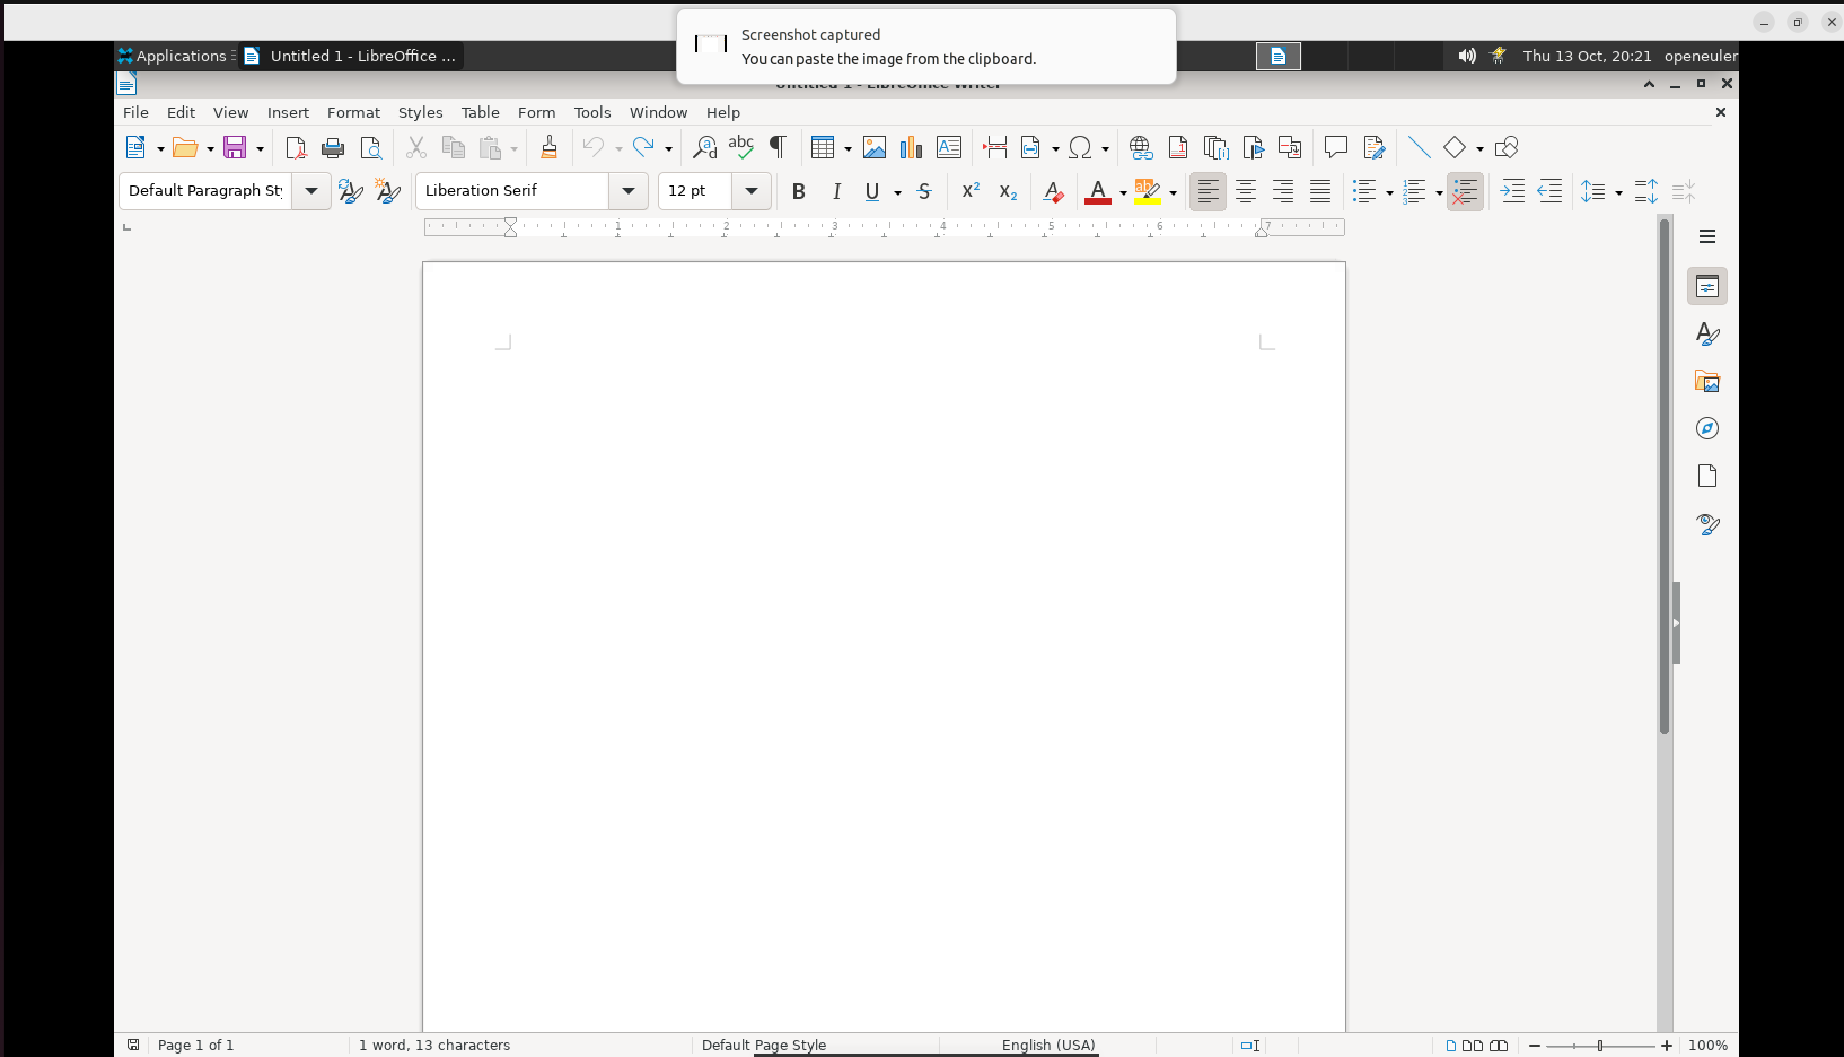 Screenshot captured
You can paste the image from the clipboard.
Applications
Untitled 1 - LibreOffice ...
Thu 13 Oct, 20:21
openeuler
Untitled 1 - LibreOffice Writer
File Edit View Insert Format Styles Table Form Tools Window Help
Default Paragraph St
Liberation Serif
12 pt
1 2 3 4 5 6 7
Page 1 of 1
1 word, 13 characters
Default Page Style
English (USA)
100%